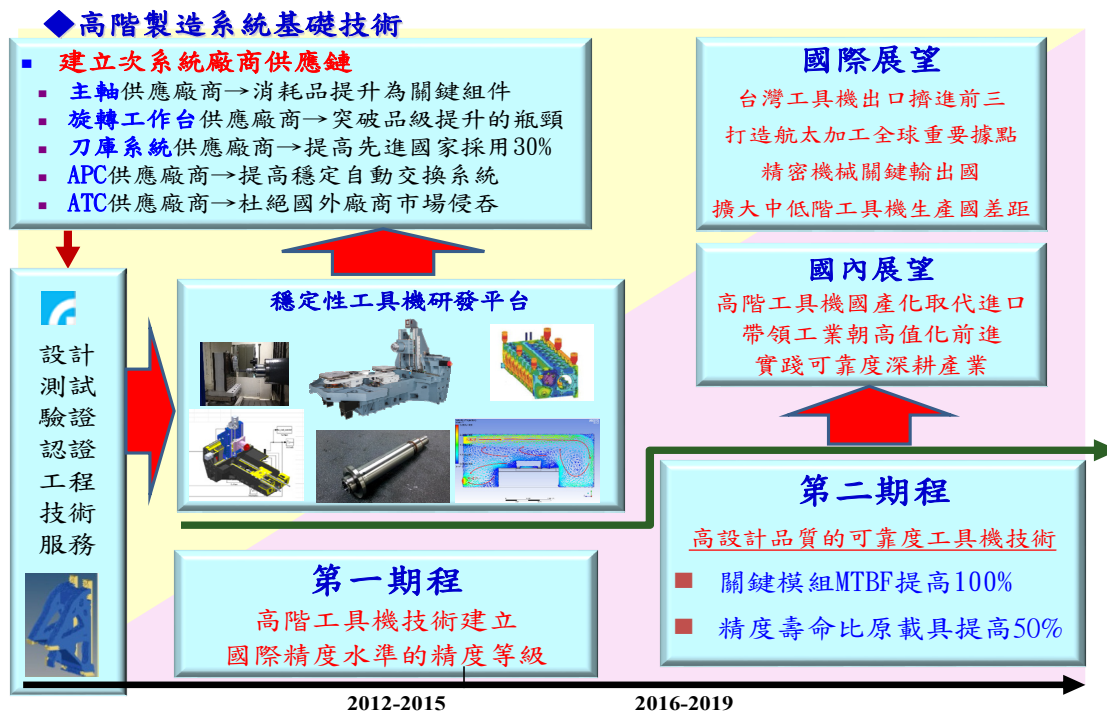 ◆高階製造系統基礎技術
建立次系統廠商供應鏈
主軸供應廠商→消耗品提升為關鍵組件
旋轉工作台供應廠商→突破品級提升的瓶頸
刀庫系統供應廠商→提高先進國家採用30%
APC供應廠商→提高穩定自動交換系統
ATC供應廠商→杜絕國外廠商市場侵吞
國際展望
台灣工具機出口擠進前三
打造航太加工全球重要據點
精密機械關鍵輸出國
擴大中低階工具機生產國差距
國內展望
高階工具機國產化取代進口
帶領工業朝高值化前進
實踐可靠度深耕產業
設計
測試
驗證
認證
工程
技術
服務
穩定性工具機研發平台
第一期程
高階工具機技術建立
國際精度水準的精度等級
第二期程
高設計品質的可靠度工具機技術
關鍵模組MTBF提高100%
精度壽命比原載具提高50%
2012-2015
2016-2019